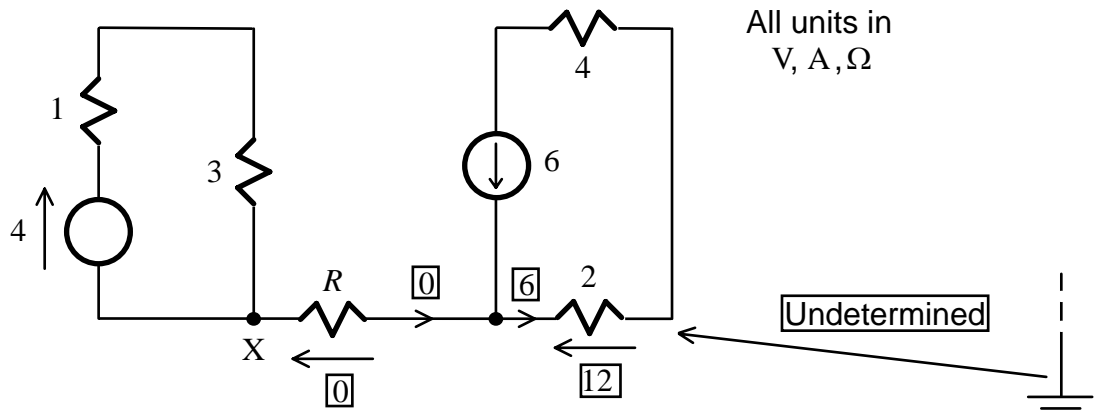 All units in
V, A, Ω
4
1
3
6
4
R
0
6
2
X
0
12
Undetermined